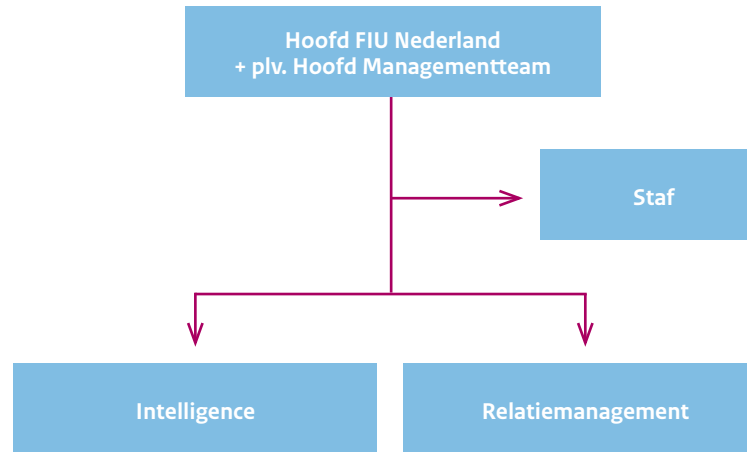 Hoofd FIU Nederland
+ plv. Hoofd Managementteam
Staf
Intelligence
Relatiemanagement